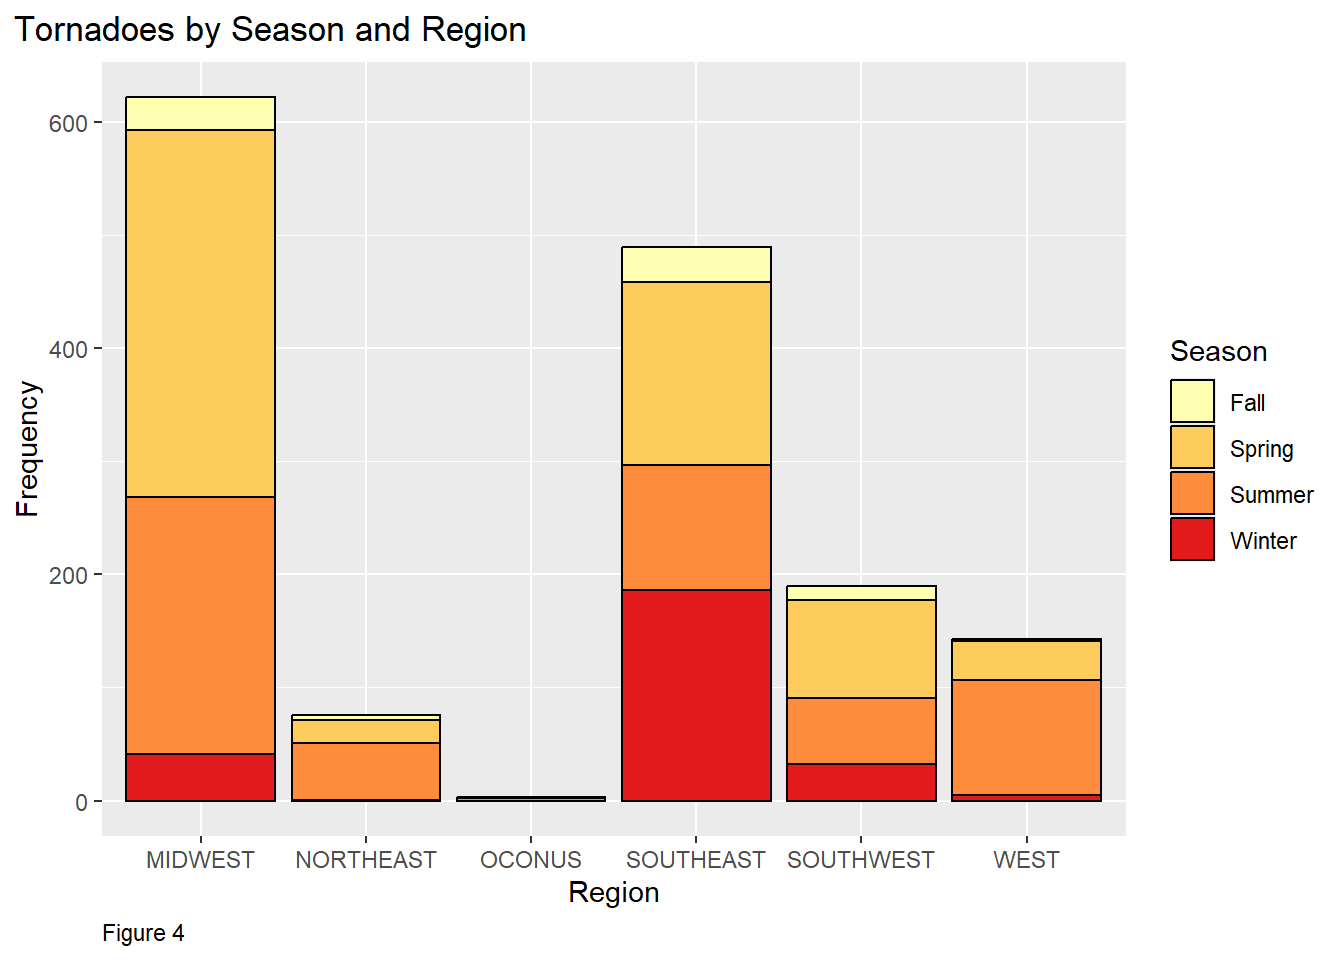 Tornadoes by Season and Region
600
400
200
0
Frequency
MIDWEST NORTHEAST OCONUS SOUTHEAST SOUTHWEST WEST
Region
Season
Fall
Spring
Summer
Winter
Figure 4